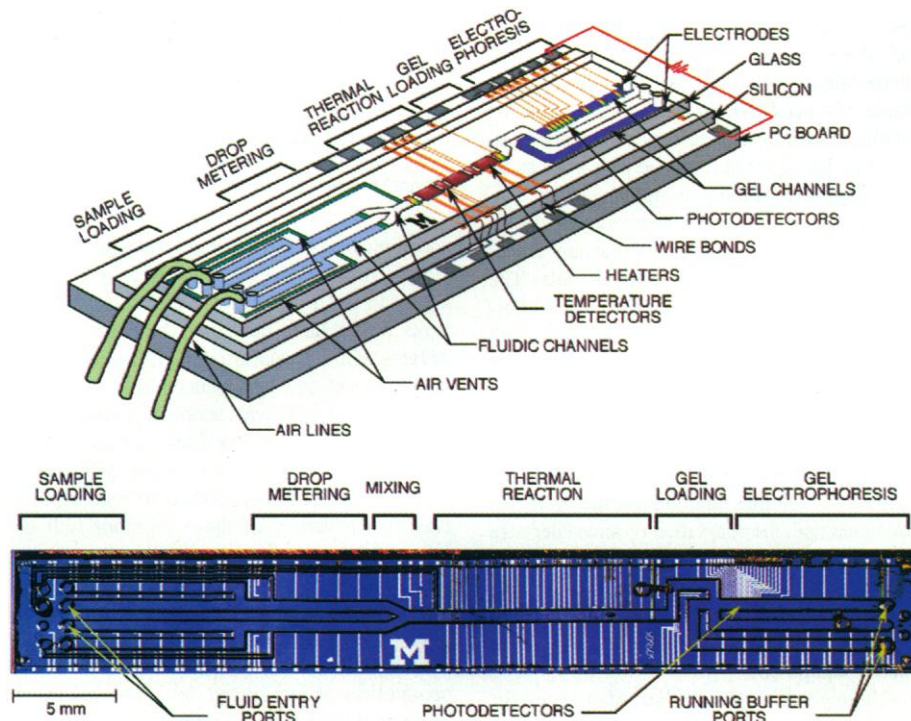 SAMPLE
LOADING
DROP
METERING
THERMAL
REACTION
GEL
LOADING
ELECTRO-
PHORESIS
ELECTRODES
GLASS
SILICON
PC BOARD
GEL CHANNELS
PHOTODETECTORS
WIRE BONDS
HEATERS
TEMPERATURE
DETECTORS
FLUIDIC CHANNELS
AIR VENTS
AIR LINES
M
SAMPLE
LOADING
DROP
METERING
MIXING
THERMAL
REACTION
GEL
LOADING
GEL
ELECTROPHORESIS
M
5 mm
FLUID ENTRY
PORTS
PHOTODETECTORS
RUNNING BUFFER
PORTS